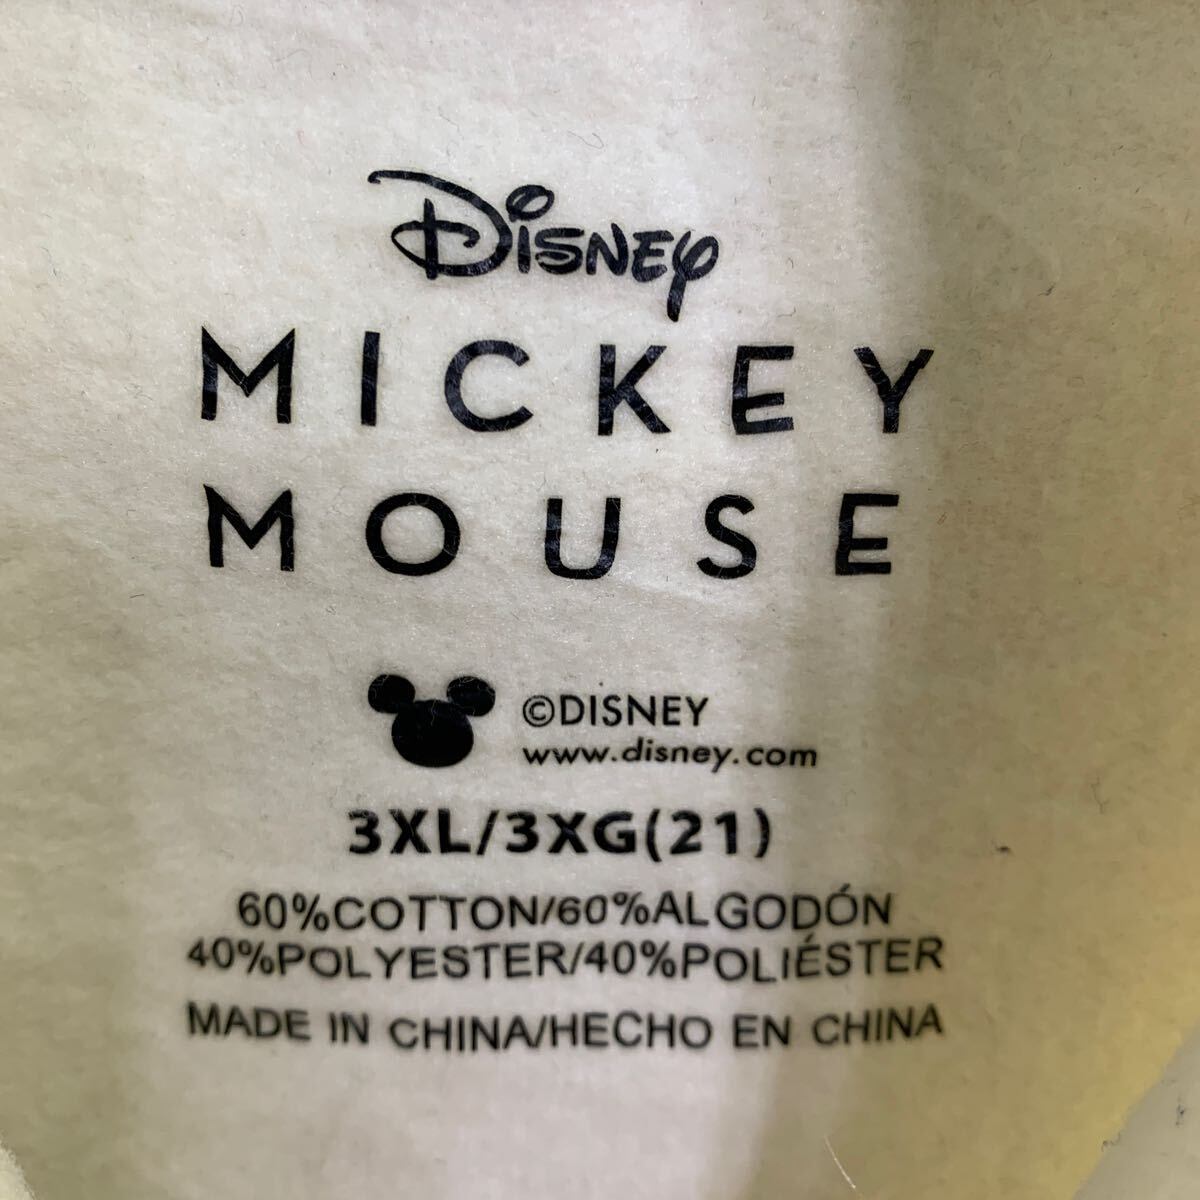 Disney
MICKEY
MOUSE
©DISNEY
www.disney.com
3XL/3XG(21)
60%COTTON/60%ALGODÓN
40%POLYESTER/40%POLIÉSTER
MADE IN CHINA/HECHO EN CHINA